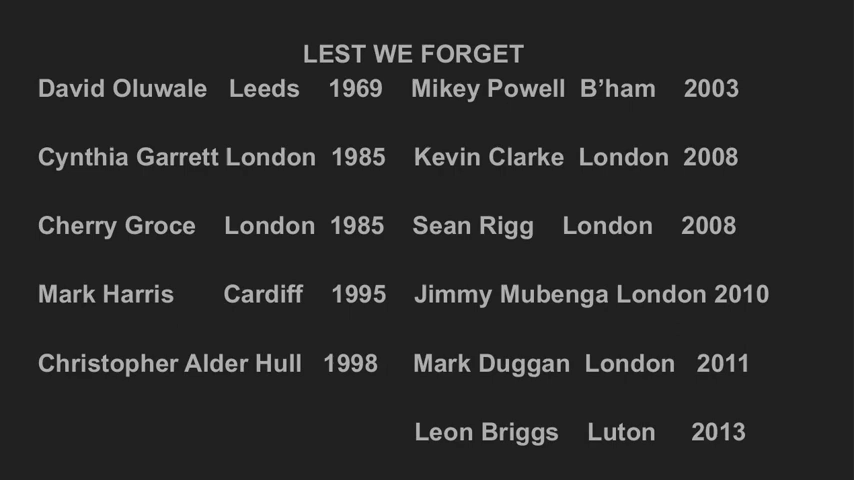 LEST WE FORGET
David Oluwale Leeds 1969 Mikey Powell B’ham 2003
Cynthia Garrett London 1985 Kevin Clarke London 2008
Cherry Groce London 1985 Sean Rigg London 2008
Mark Harris Cardiff 1995 Jimmy Mubenga London 2010
Christopher Alder Hull 1998 Mark Duggan London 2011
Leon Briggs Luton 2013